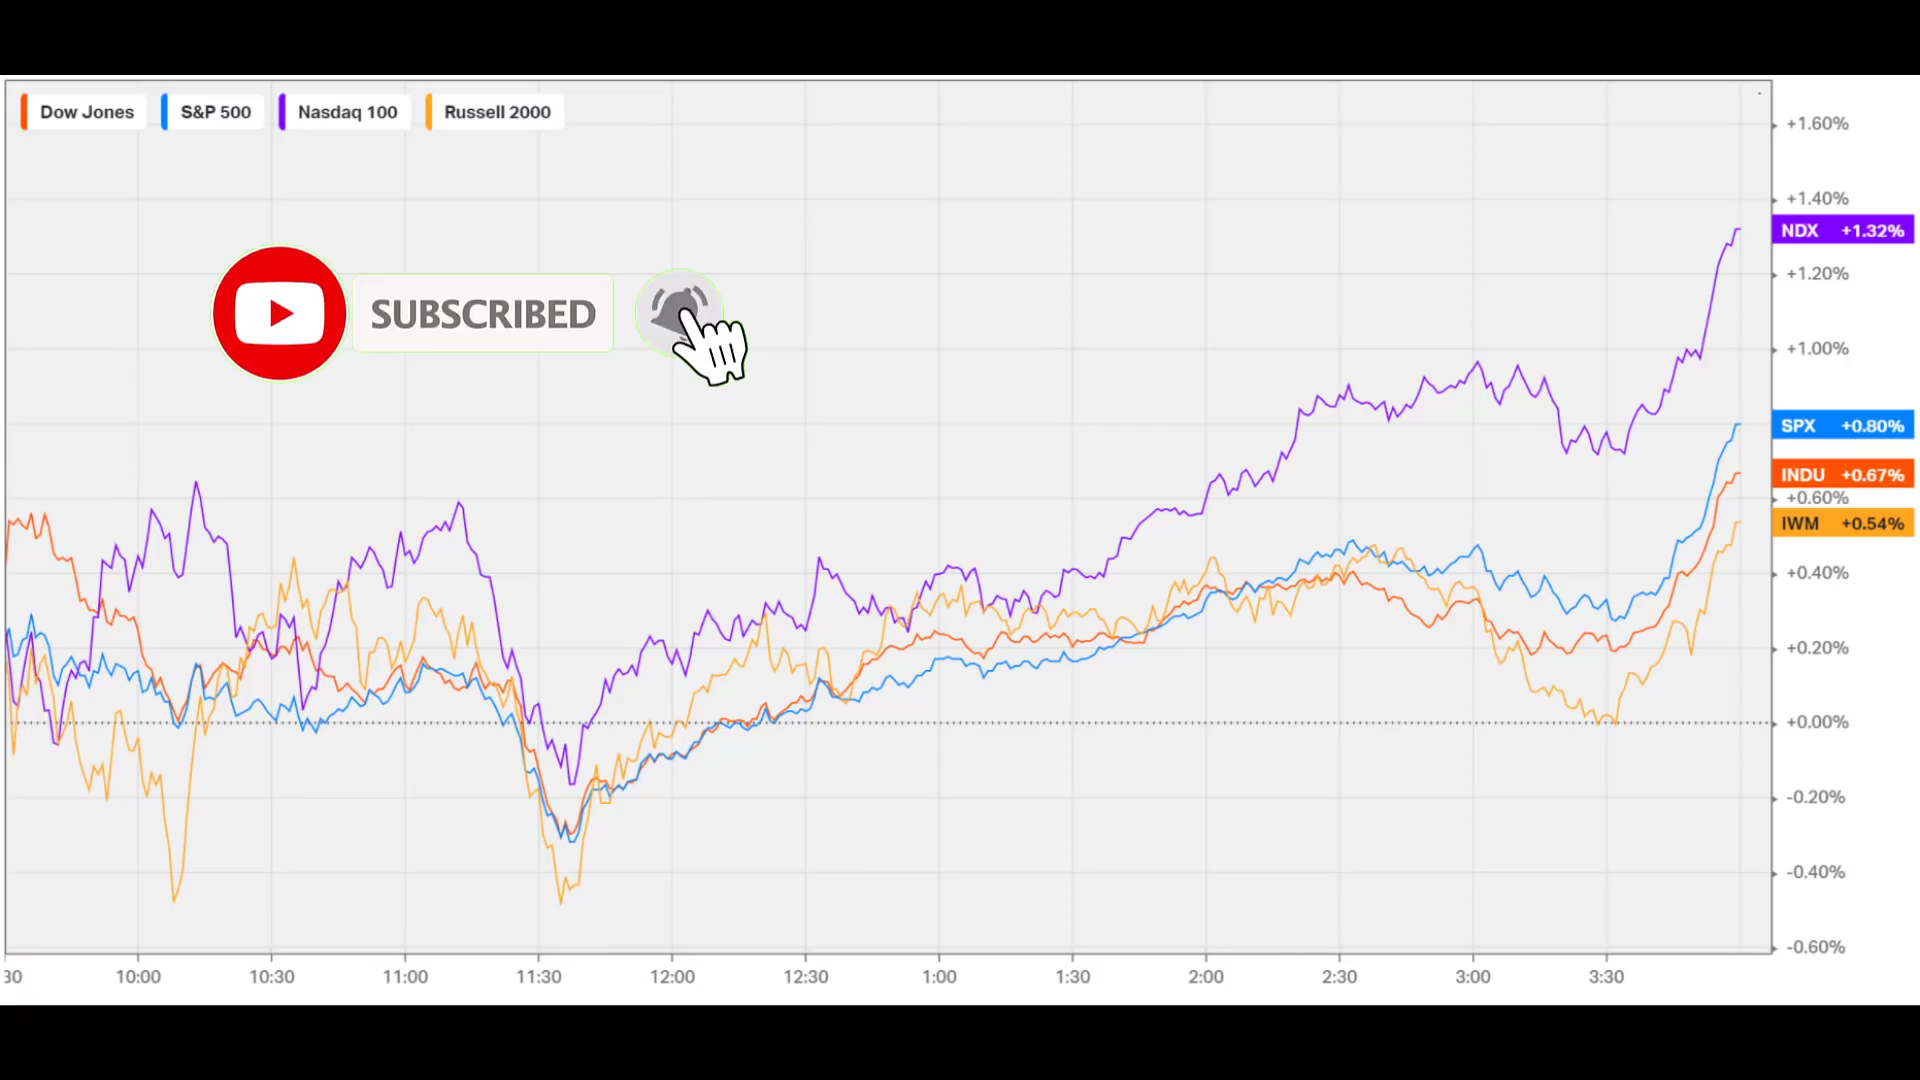 Dow Jones
S&P 500
Nasdaq 100
Russell 2000
+1.60%
+1.40%
NDX +1.32%
+1.20%
SUBSCRIBED
+1.00%
SPX +0.80%
INDU +0.67%
+0.60%
IWM +0.54%
+0.40%
+0.20%
+0.00%
-0.20%
-0.40%
-0.60%
30 10:00 10:30 11:00 11:30 12:00 12:30 1:00 1:30 2:00 2:30 3:00 3:30